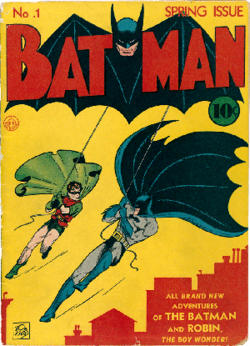 No.1
SPRING ISSUE
BATMAN
10¢
ALL BRAND NEW
ADVENTURES
OF THE BATMAN
AND ROBIN,
THE BOY WONDER!